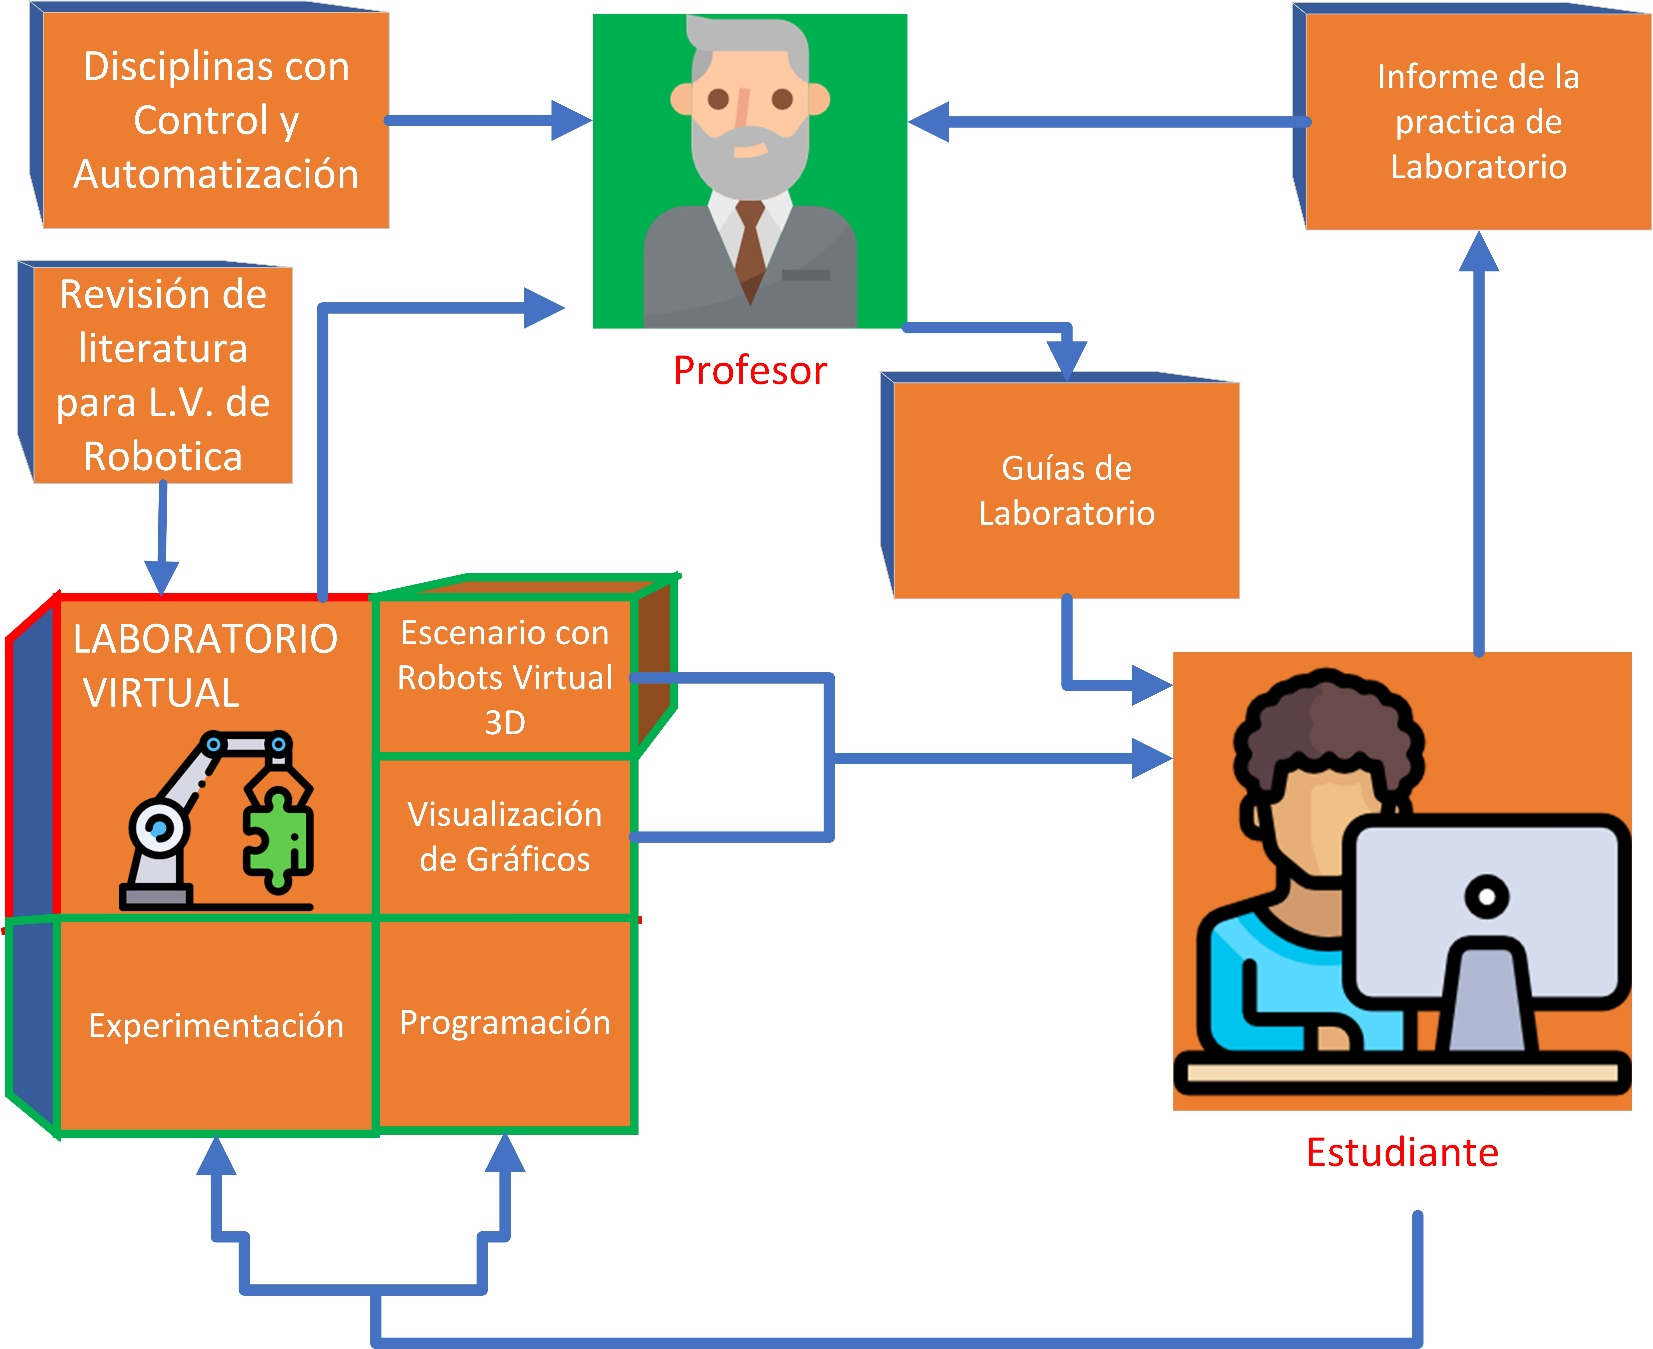 Disciplinas con
Control y
Automatización
Informe de la
practica de
Laboratorio
Revisión de
literatura
para L.V. de
Robotica
Profesor
Guías de
Laboratorio
LABORATORIO
VIRTUAL
Escenario con
Robots Virtual
3D
Visualización
de Gráficos
Experimentación
Programación
Estudiante